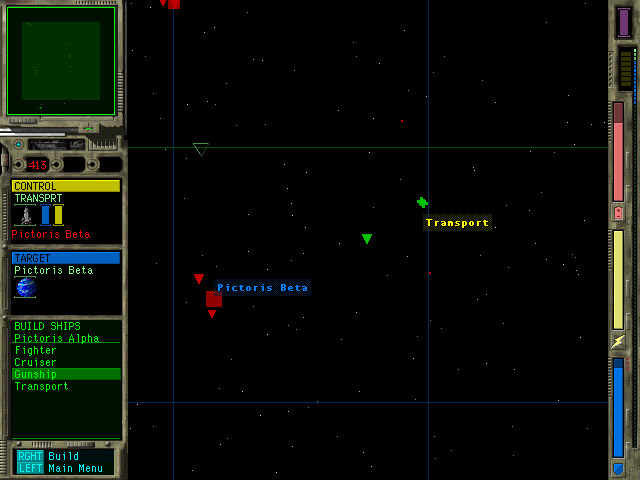 413
CONTROL
TRANSPRT
Pictoris Beta
TARGET
Pictoris Beta
BUILD SHIPS
Pictoris Alpha
Fighter
Cruiser
Gunship
Transport
RGHT Build
LEFT Main Menu
Transport
Pictoris Beta